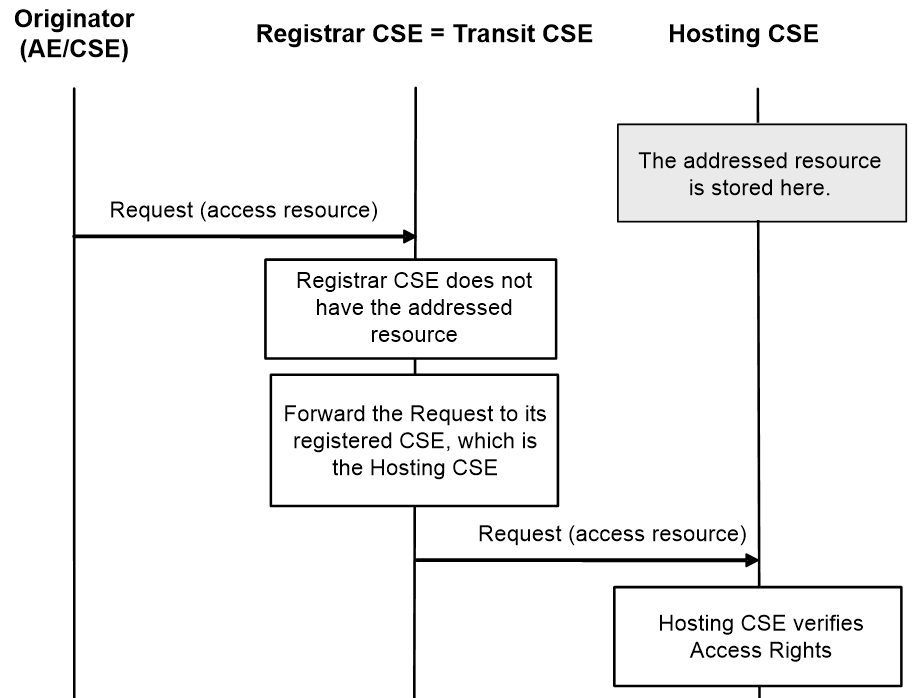 Originator
(AE/CSE)
Registrar CSE = Transit CSE
Hosting CSE
The addressed resource
is stored here.
Request (access resource)
Registrar CSE does not
have the addressed
resource
Forward the Request to its
registered CSE, which is
the Hosting CSE
Request (access resource)
Hosting CSE verifies
Access Rights